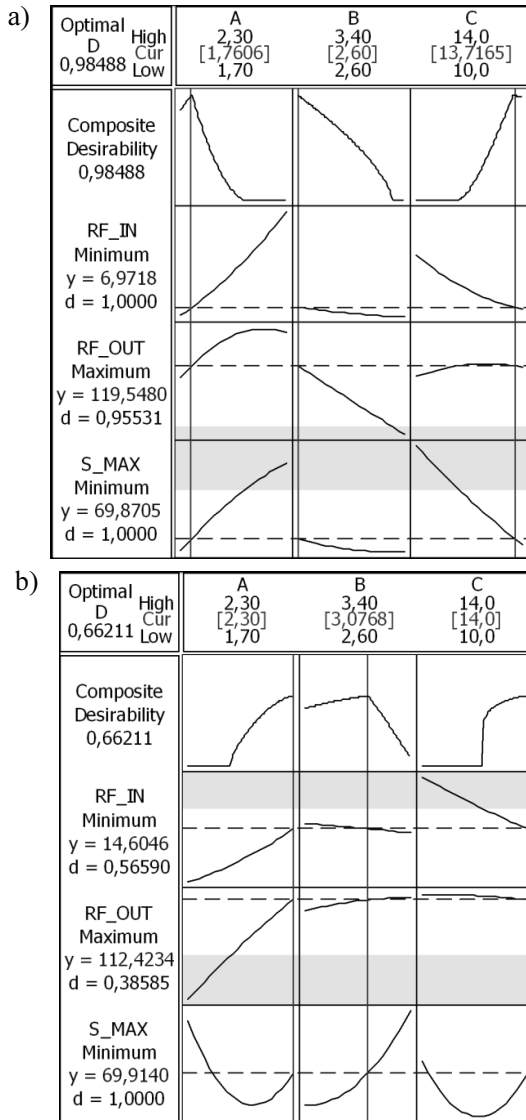 a)
Optimal
D
0,98488
High
Cur
Low
A
2,30
[1,7606]
1,70
B
3,40
[2,60]
2,60
C
14,0
[13,7165]
10,0
Composite
Desirability
0,98488
RF_IN
Minimum
y = 6,9718
d = 1,0000
RF_OUT
Maximum
y = 119,5480
d = 0,95531
S_MAX
Minimum
y = 69,8705
d = 1,0000
b)
Optimal
D
0,66211
High
Cur
Low
A
2,30
[2,30]
1,70
B
3,40
[3,0768]
2,60
C
14,0
[14,0]
10,0
Composite
Desirability
0,66211
RF_IN
Minimum
y = 14,6046
d = 0,56590
RF_OUT
Maximum
y = 112,4234
d = 0,38585
S_MAX
Minimum
y = 69,9140
d = 1,0000